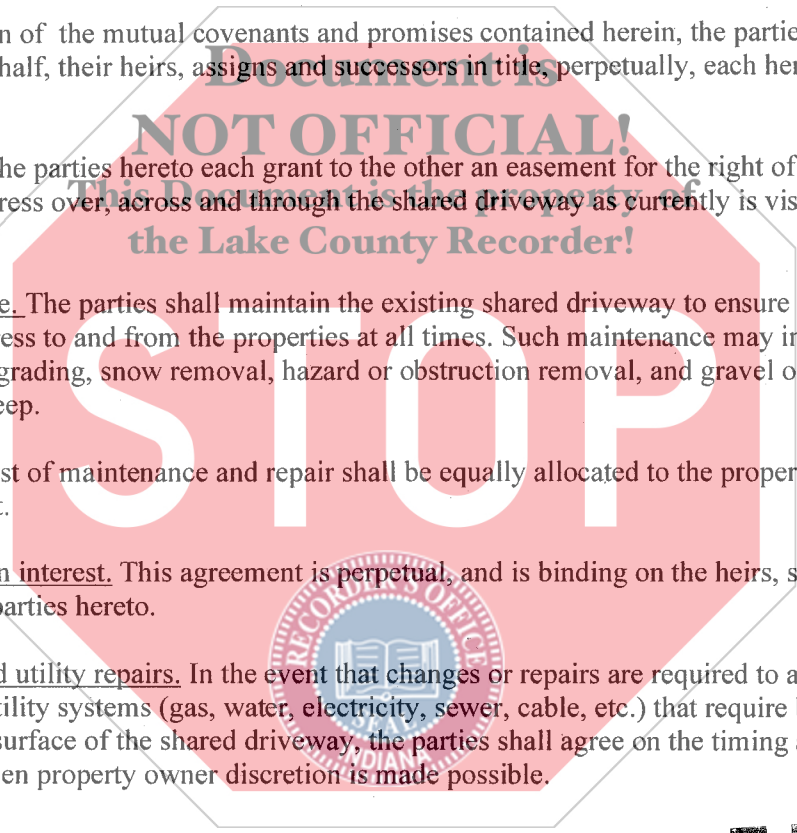 n of the mutual covenants and promises contained herein, the partie
half, their heirs, assigns and successors in title, perpetually, each her
Document is
NOT OFFICIAL!
he parties hereto each grant to the other an easement for the right of
This Document is the property of
ress over, across and through the shared driveway as currently is vis
the Lake County Recorder!
e. The parties shall maintain the existing shared driveway to ensure
ess to and from the properties at all times. Such maintenance may in
grading, snow removal, hazard or obstruction removal, and gravel o
eep.
STOP
st of maintenance and repair shall be equally allocated to the proper
t.
n interest. This agreement is perpetual, and is binding on the heirs, s
parties hereto.
RECORDER'S OFFICE
SEAL
INDIANA
d utility repairs. In the event that changes or repairs are required to a
tility systems (gas, water, electricity, sewer, cable, etc.) that require
surface of the shared driveway, the parties shall agree on the timing
en property owner discretion is made possible.